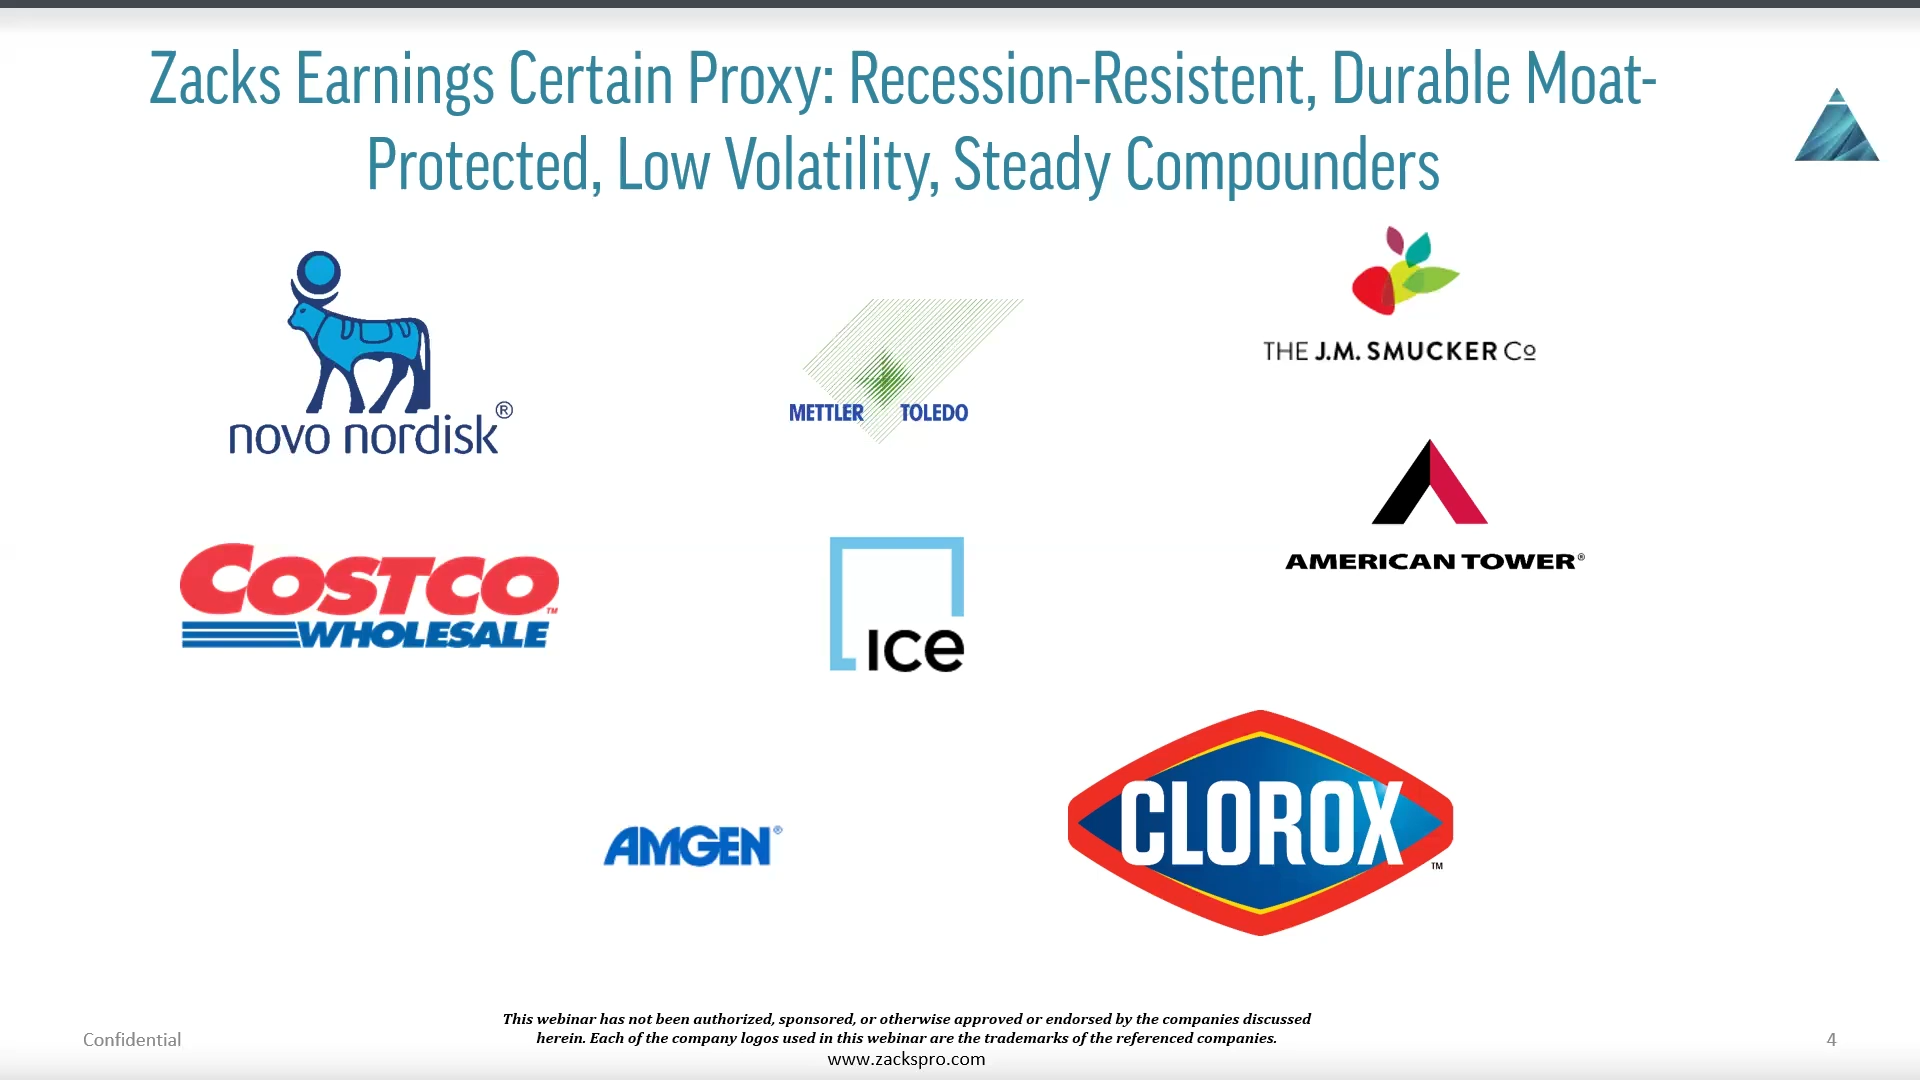 Zacks Earnings Certain Proxy: Recession-Resistent, Durable Moat-
Protected, Low Volatility, Steady Compounders
novo nordisk®
METTLER TOLEDO
THE J.M. SMUCKER Co
AMERICAN TOWER®
COSTCO™
WHOLESALE
ice
AMGEN®
CLOROX™
This webinar has not been authorized, sponsored, or otherwise approved or endorsed by the companies discussed
herein. Each of the company logos used in this webinar are the trademarks of the referenced companies.
www.zackspro.com
Confidential
4